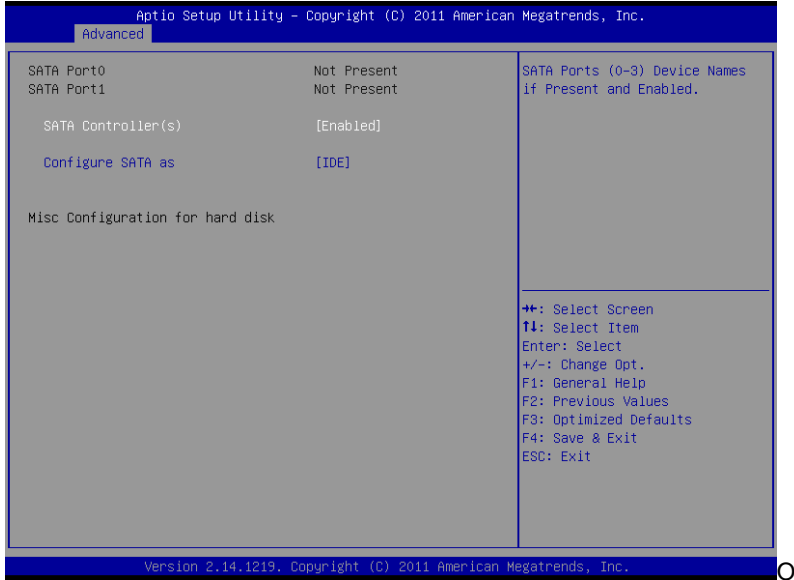 Aptio Setup Utility – Copyright (C) 2011 American Megatrends, Inc.
Advanced
SATA Port0 Not Present
SATA Port1 Not Present
SATA Controller(s) [Enabled]
Configure SATA as [IDE]
Misc Configuration for hard disk
SATA Ports (0-3) Device Names
if Present and Enabled.
→←: Select Screen
↑↓: Select Item
Enter: Select
+/-: Change Opt.
F1: General Help
F2: Previous Values
F3: Optimized Defaults
F4: Save & Exit
ESC: Exit
Version 2.14.1219. Copyright (C) 2011 American Megatrends, Inc.
O